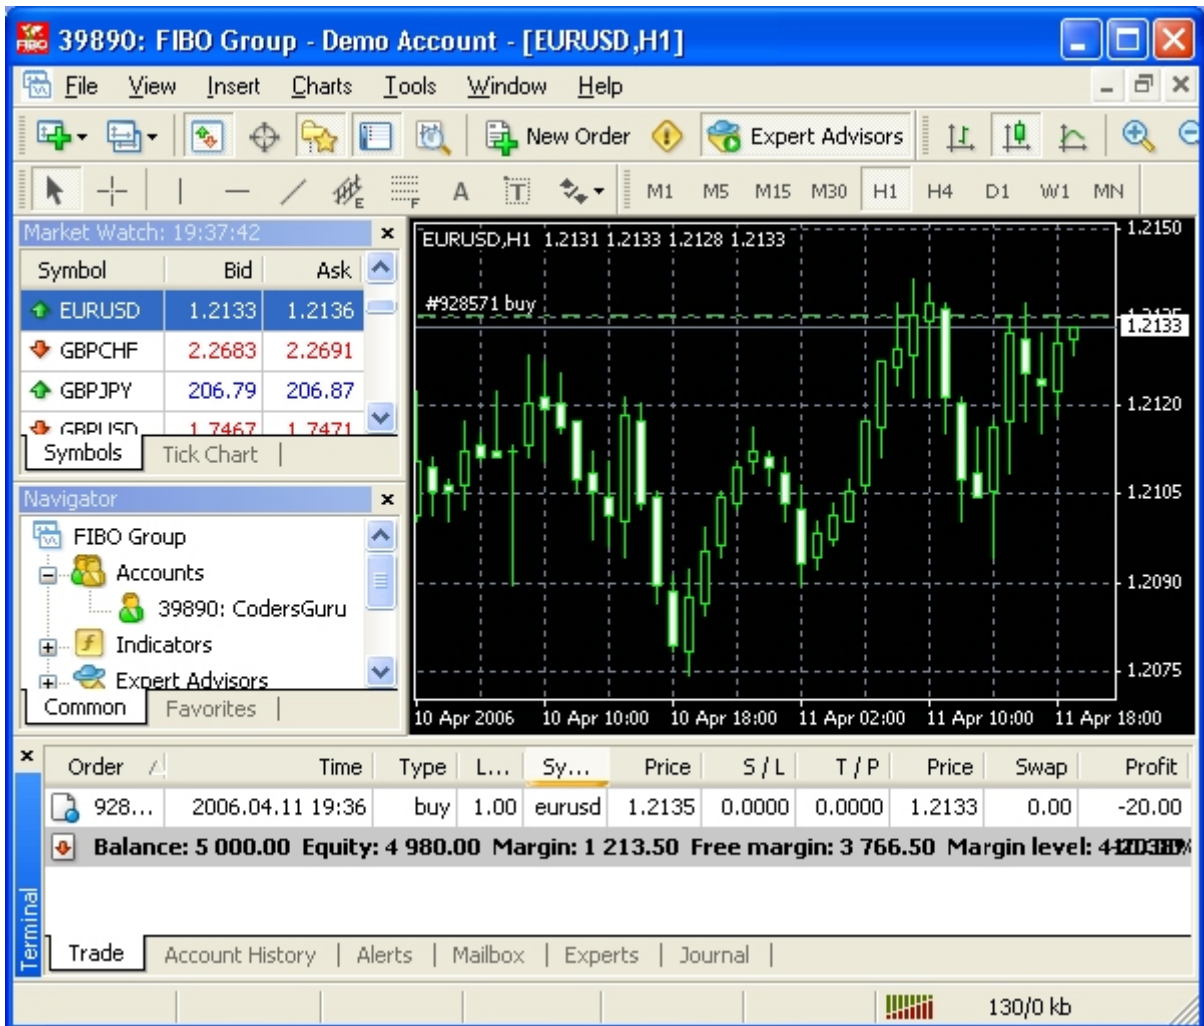 39890: FIBO Group - Demo Account - [EURUSD,H1]
File View Insert Charts Tools Window Help
New Order Expert Advisors
E F A T M1 M5 M15 M30 H1 H4 D1 W1 MN
Market Watch: 19:37:42
Symbol Bid Ask
EURUSD 1.2133 1.2136
GBPCHF 2.2683 2.2691
GBPJPY 206.79 206.87
GBPUSD 1.7467 1.7471
Symbols Tick Chart
Navigator
FIBO Group
Accounts
39890: CodersGuru
Indicators
Expert Advisors
Common Favorites
EURUSD,H1 1.2131 1.2133 1.2128 1.2133
#928571 buy
1.2150
1.2133
1.2120
1.2105
1.2090
1.2075
10 Apr 2006 10 Apr 10:00 10 Apr 18:00 11 Apr 02:00 11 Apr 10:00 11 Apr 18:00
Order Time Type L... Sy... Price S / L T / P Price Swap Profit
928... 2006.04.11 19:36 buy 1.00 eurusd 1.2135 0.0000 0.0000 1.2133 0.00 -20.00
Balance: 5 000.00 Equity: 4 980.00 Margin: 1 213.50 Free margin: 3 766.50 Margin level:
Terminal
Trade Account History Alerts Mailbox Experts Journal
130/0 kb